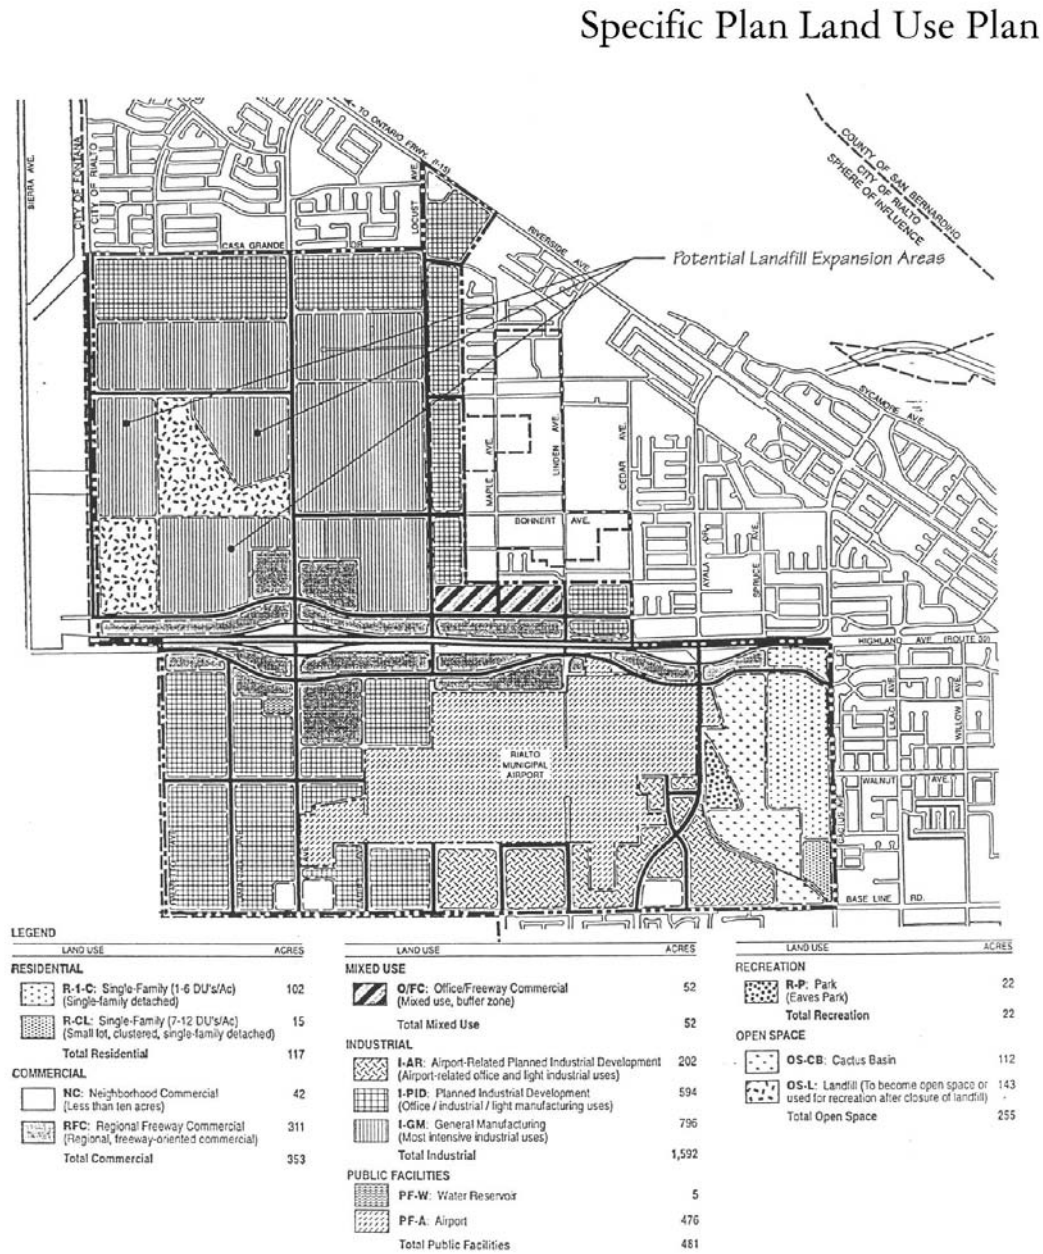 Specific Plan Land Use Plan
SIERRA AVE.
CITY OF FONTANA
CITY OF RIALTO
TO ONTARIO FRWY. (I-15)
LOCUST AVE.
CASA GRANDE DR.
RIVERSIDE AVE.
COUNTY OF SAN BERNARDINO
CITY OF RIALTO
SPHERE OF INFLUENCE
Potential Landfill Expansion Areas
SYCAMORE AVE.
MAPLE AVE.
LINDEN AVE.
CEDAR AVE.
BOHNERT AVE.
AYALA DR.
SPRUCE AVE.
HIGHLAND AVE. (ROUTE 30)
LILAC AVE.
WILLOW AVE.
RIALTO
MUNICIPAL
AIRPORT
WALNUT AVE.
CACTUS
BASE LINE RD.
LEGEND
LAND USE ACRES
RESIDENTIAL
R-1-C: Single-Family (1-6 DU's/Ac) 102
(Single-family detached)
R-CL: Single-Family (7-12 DU's/Ac) 15
(Small lot, clustered, single-family detached)
Total Residential 117
COMMERCIAL
NC: Neighborhood Commercial 42
(Less than ten acres)
RFC: Regional Freeway Commercial 311
(Regional, freeway-oriented commercial)
Total Commercial 353
LAND USE ACRES
MIXED USE
O/FC: Office/Freeway Commercial 52
(Mixed use, buffer zone)
Total Mixed Use 52
INDUSTRIAL
I-AR: Airport-Related Planned Industrial Development 202
(Airport-related office and light industrial uses)
I-PID: Planned Industrial Development 594
(Office / industrial / light manufacturing uses)
I-GM: General Manufacturing 796
(Most intensive industrial uses)
Total Industrial 1,592
PUBLIC FACILITIES
PF-W: Water Reservoir 5
PF-A: Airport 476
Total Public Facilities 481
LAND USE ACRES
RECREATION
R-P: Park 22
(Eaves Park)
Total Recreation 22
OPEN SPACE
OS-CB: Cactus Basin 112
OS-L: Landfill (To become open space or 143
used for recreation after closure of landfill)
Total Open Space 255